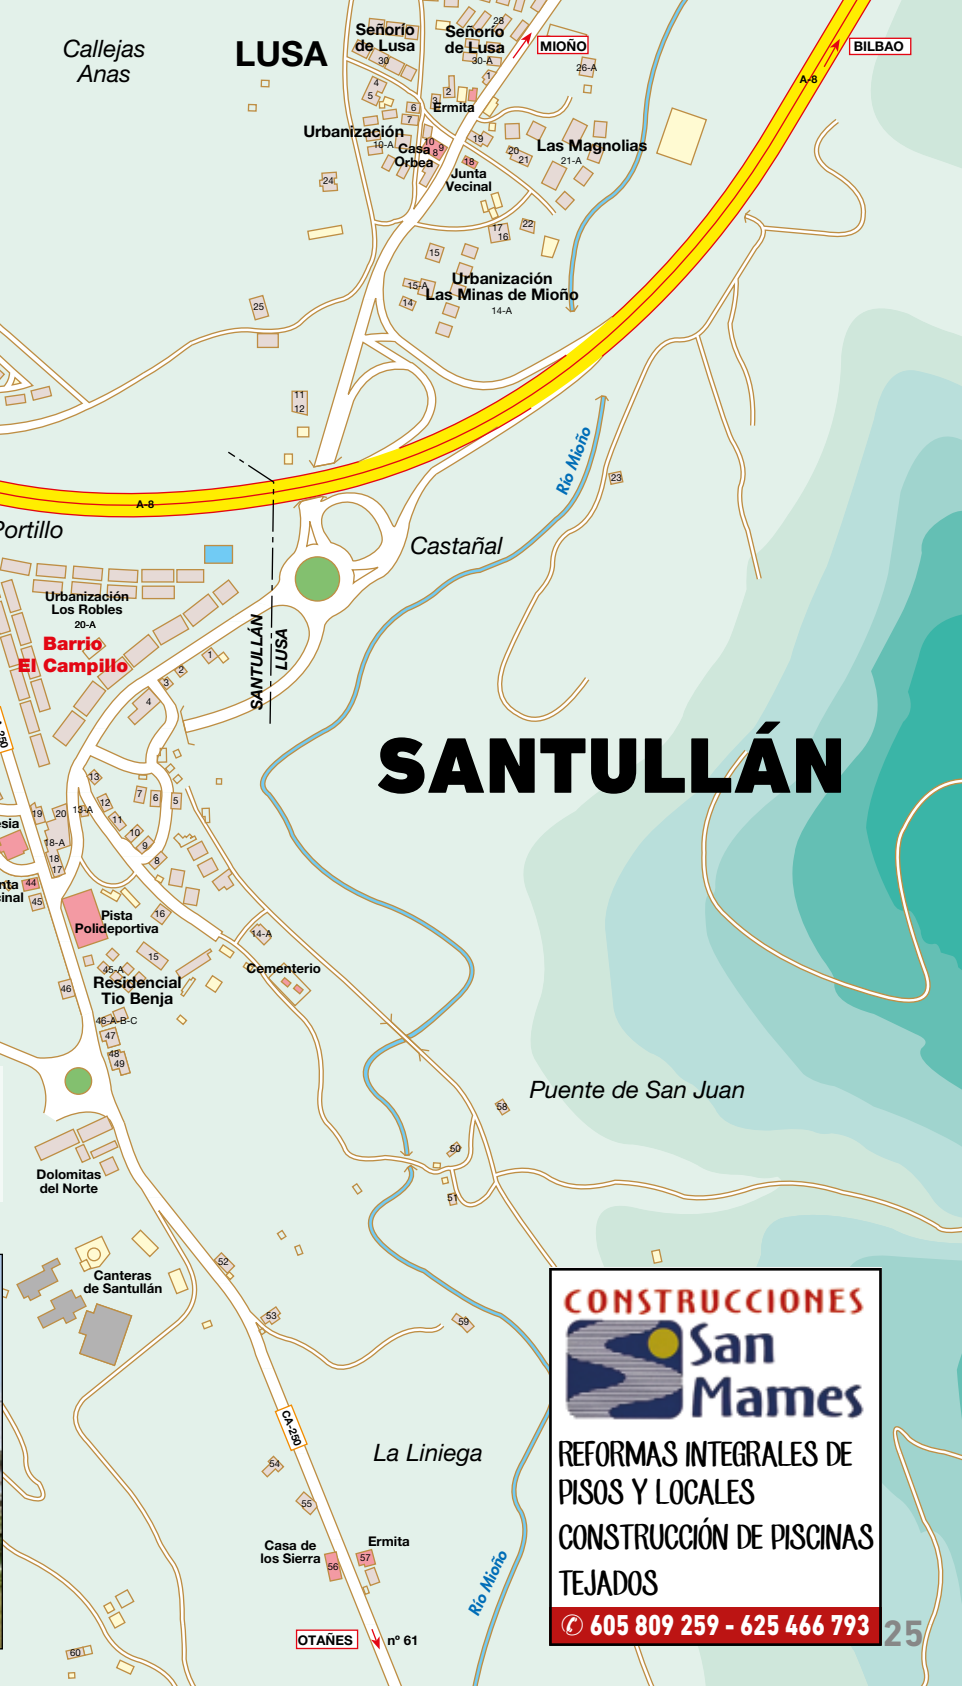 Callejas
Anas
LUSA
Señorío
de Lusa
30
Señorío
de Lusa
30-A
28
1
MIOÑO
BILBAO
A-8
26-A
4
5
2
3
Ermita
6
7
Urbanización
10-A
Casa
Orbea
10
9
8
19
18
Junta
Vecinal
20
21
Las Magnolias
21-A
24
17
16
22
15
Urbanización
Las Minas de Mioño
14-A
15-A
14
25
11
12
Río Mioño
23
A-8
Portillo
Castañal
Urbanización
Los Robles
20-A
Barrio
El Campillo
SANTULLÁN
LUSA
1
2
3
4
SANTULLÁN
13
13-A
12
11
10
9
8
7
6
5
19
20
18-A
18
17
44
45
Pista
Polideportiva
16
14-A
15
Cementerio
45-A
Residencial
Tio Benja
46
46-A-B-C
47
48
49
Puente de San Juan
58
50
51
Dolomitas
del Norte
Canteras
de Santullán
52
53
59
CA-250
La Liniega
54
55
Casa de
los Sierra
56
57
Ermita
Río Mioño
OTAÑES
nº 61
60
CONSTRUCCIONES
San
Mames
REFORMAS INTEGRALES DE
PISOS Y LOCALES
CONSTRUCCIÓN DE PISCINAS
TEJADOS
✆ 605 809 259 - 625 466 793
25